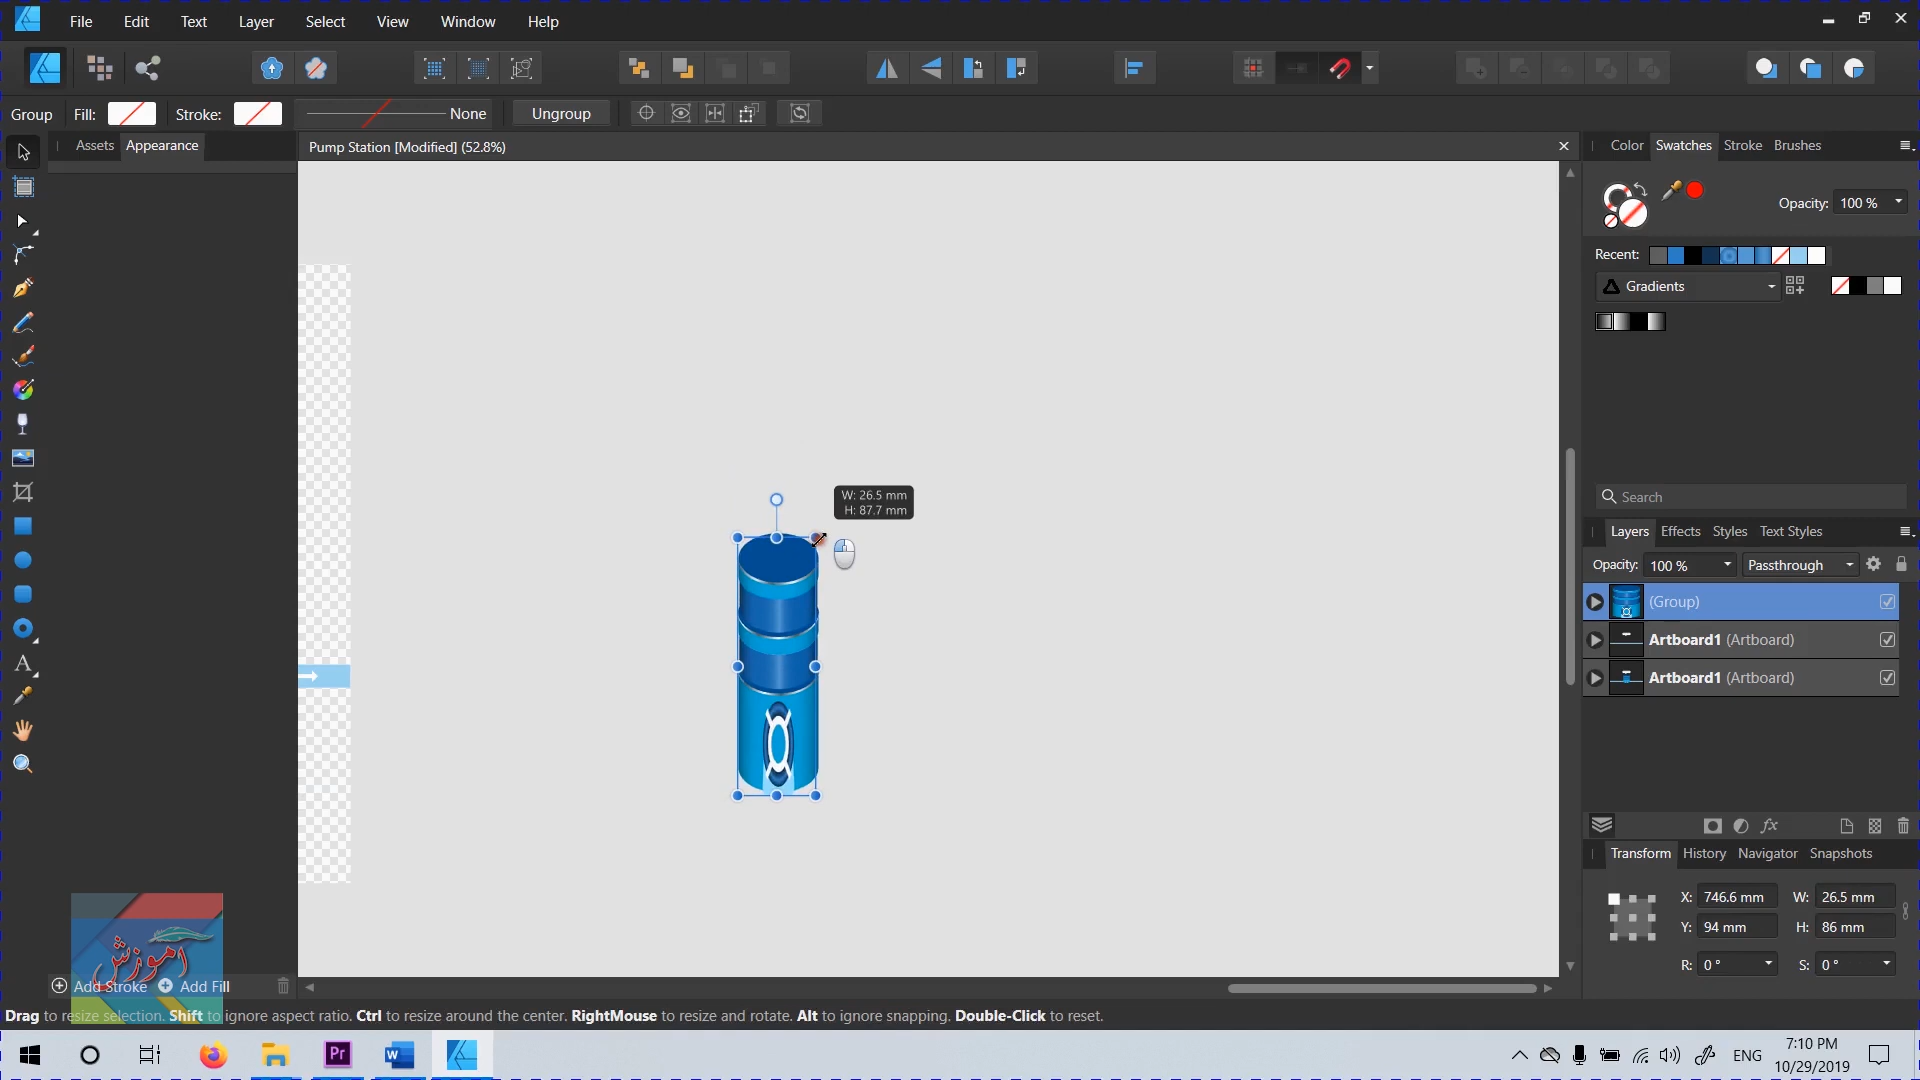 File Edit Text Layer Select View Window Help
Group Fill: Stroke: None Ungroup
Assets Appearance
Pump Station [Modified] (52.8%)
Color Swatches Stroke Brushes
Opacity: 100 %
Recent:
Gradients
W: 26.5 mm
H: 87.7 mm
Search
Layers Effects Styles Text Styles
Opacity: 100 % Passthrough
(Group)
Artboard1 (Artboard)
Artboard1 (Artboard)
fx
Transform History Navigator Snapshots
X: 746.6 mm W: 26.5 mm
Y: 94 mm H: 86 mm
R: 0 ° S: 0 °
آموزش
Add Stroke Add Fill
Drag to resize selection. Shift to ignore aspect ratio. Ctrl to resize around the center. RightMouse to resize and rotate. Alt to ignore snapping. Double-Click to reset.
Pr W ENG 7:10 PM
10/29/2019